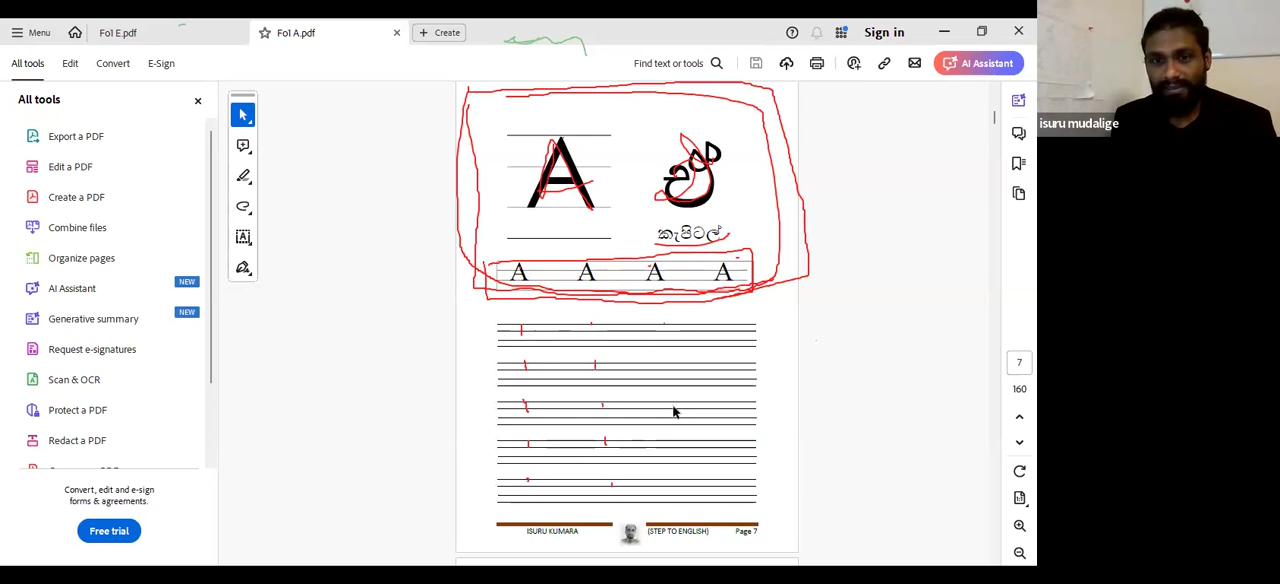 Menu
Fo1 E.pdf
Fo1 A.pdf
Create
Sign in
All tools
Edit
Convert
E-Sign
Find text or tools
AI Assistant
All tools
Export a PDF
Edit a PDF
Create a PDF
Combine files
Organize pages
AI Assistant
NEW
Generative summary
NEW
Request e-signatures
Scan & OCR
Protect a PDF
Redact a PDF
Convert, edit and e-sign
forms & agreements.
Free trial
A
කැපිටල්
A A A A
ISURU KUMARA
(STEP TO ENGLISH)
Page 7
7
160
isuru mudalige